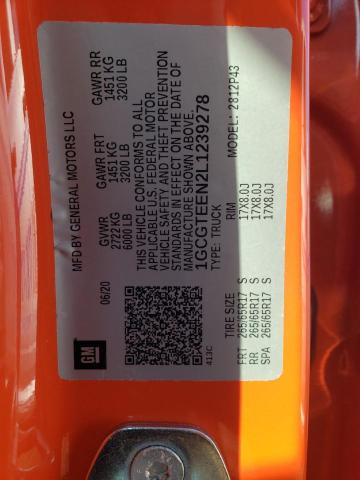 MFD BY GENERAL MOTORS LLC
06/20
GVWR
2722 KG
6000 LB
GAWR FRT
1451 KG
3200 LB
GAWR RR
1451 KG
3200 LB
THIS VEHICLE CONFORMS TO ALL
APPLICABLE U.S. FEDERAL MOTOR
VEHICLE SAFETY AND THEFT PREVENTION
STANDARDS IN EFFECT ON THE DATE OF
MANUFACTURE SHOWN ABOVE.
1GCGTEEN2L1239278
TYPE: TRUCK
MODEL: 2812P43
GM
413C
TIRE SIZE RIM
FRT 265/65R17 S 17X8.0J
RR 265/65R17 S 17X8.0J
SPA 265/65R17 S 17X8.0J